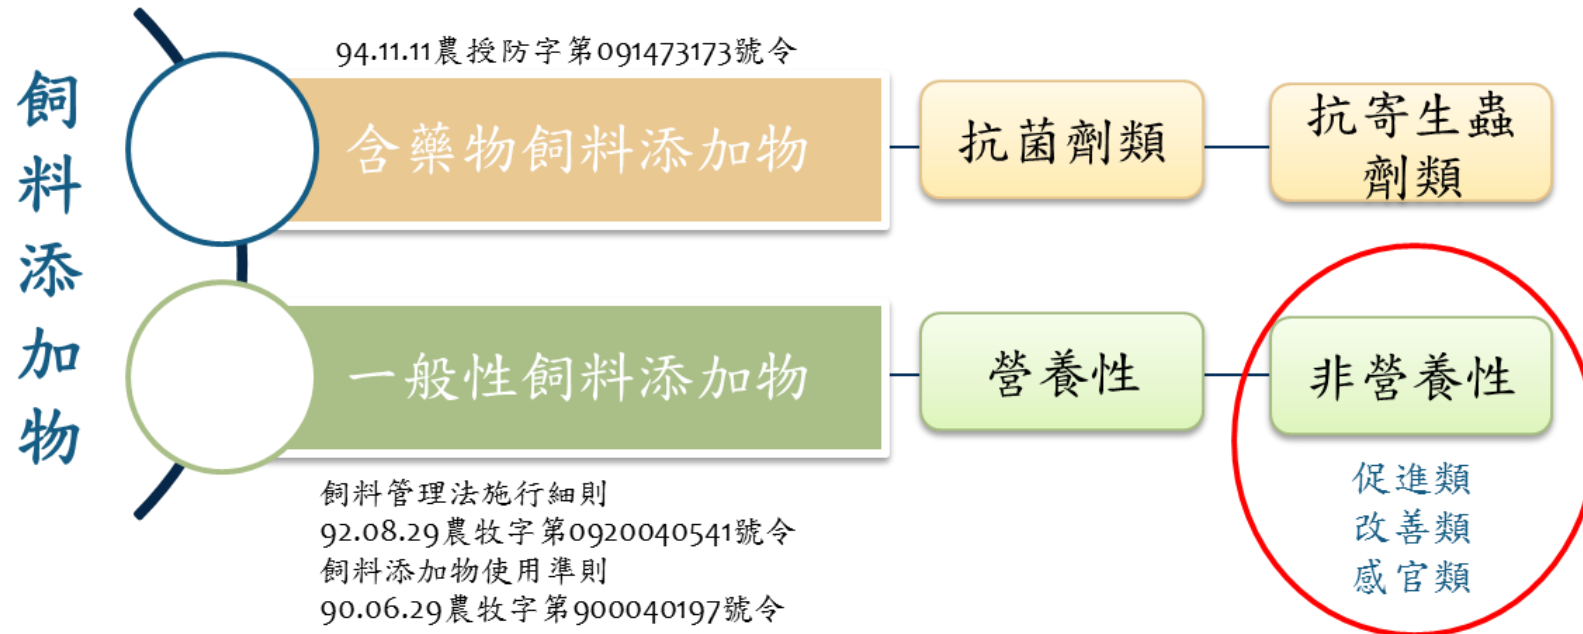 飼料添加物
94.11.11農授防字第091473173號令
含藥物飼料添加物
抗菌劑類
抗寄生蟲
劑類
一般性飼料添加物
營養性
非營養性
飼料管理法施行細則
92.08.29農牧字第0920040541號令
飼料添加物使用準則
90.06.29農牧字第900040197號令
促進類
改善類
感官類